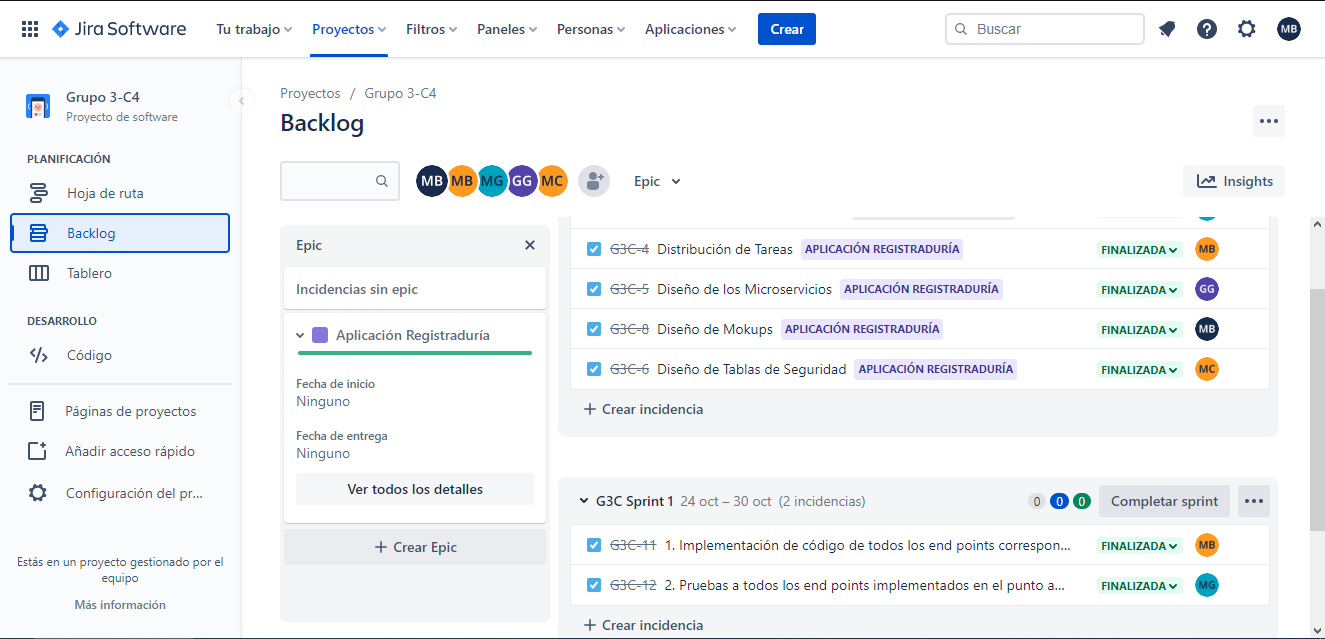 Jira Software Tu trabajo Proyectos Filtros Paneles Personas Aplicaciones Crear Buscar MB
Grupo 3-C4
Proyecto de software
PLANIFICACIÓN
Hoja de ruta
Backlog
Tablero
DESARROLLO
Código
Páginas de proyectos
Añadir acceso rápido
Configuración del pr...
Estás en un proyecto gestionado por el
equipo
Más información
Proyectos / Grupo 3-C4
Backlog
MB MB MG GG MC Epic Insights
Epic
Incidencias sin epic
Aplicación Registraduría
Fecha de inicio
Ninguno
Fecha de entrega
Ninguno
Ver todos los detalles
+ Crear Epic
G3C-4 Distribución de Tareas APLICACIÓN REGISTRADURÍA FINALIZADA MB
G3C-5 Diseño de los Microservicios APLICACIÓN REGISTRADURÍA FINALIZADA GG
G3C-8 Diseño de Mokups APLICACIÓN REGISTRADURÍA FINALIZADA MB
G3C-6 Diseño de Tablas de Seguridad APLICACIÓN REGISTRADURÍA FINALIZADA MC
+ Crear incidencia
G3C Sprint 1 24 oct – 30 oct (2 incidencias) 0 0 0 Completar sprint
G3C-11 1. Implementación de código de todos los end points correspon... FINALIZADA MB
G3C-12 2. Pruebas a todos los end points implementados en el punto a... FINALIZADA MG
+ Crear incidencia